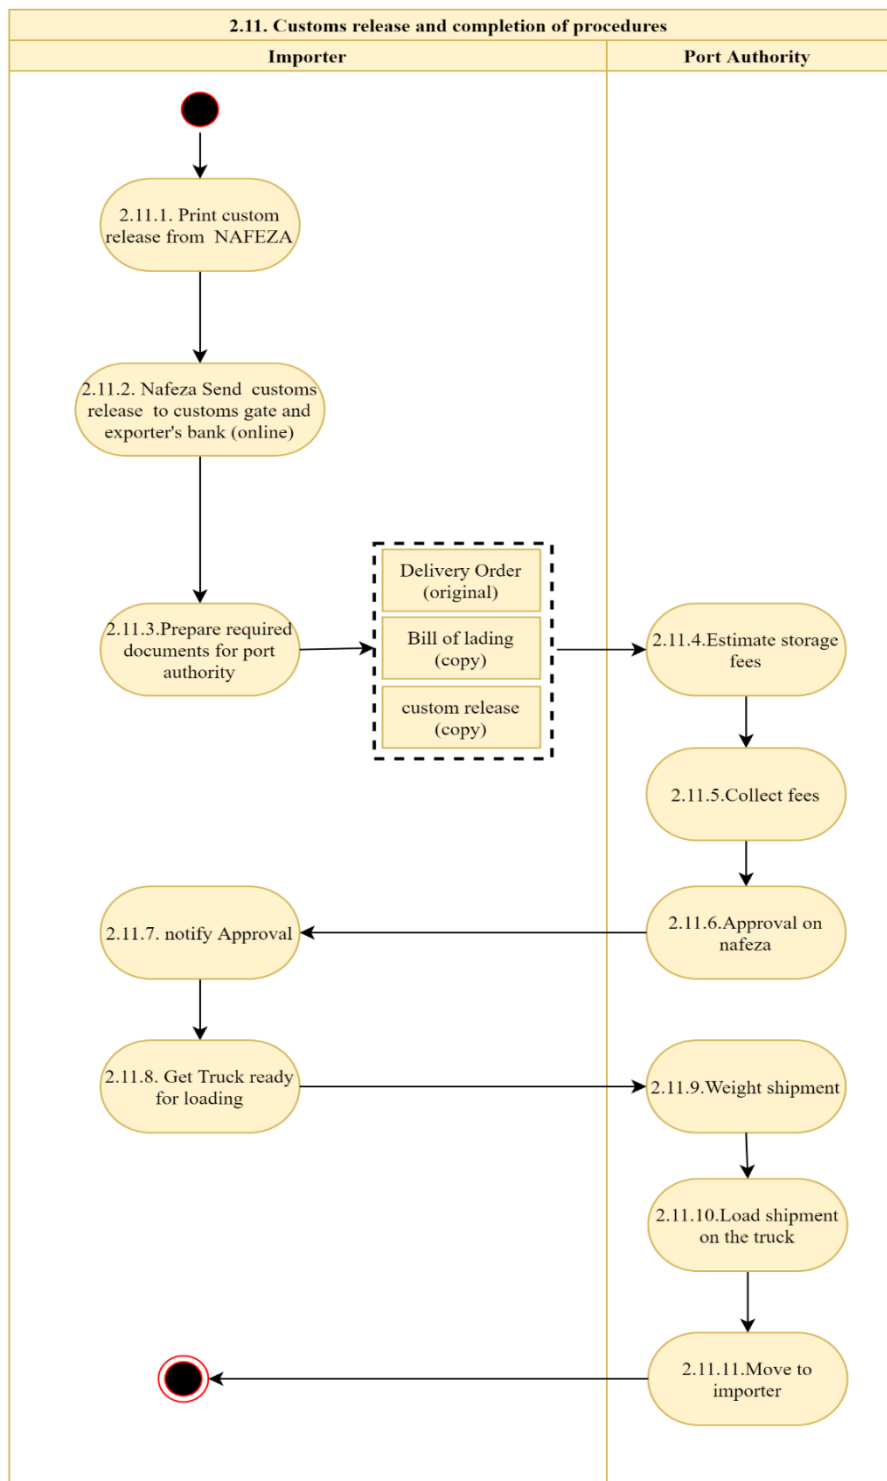 2.11. Customs release and completion of procedures
Importer
Port Authority
2.11.1. Print custom
release from NAFEZA
2.11.2. Nafeza Send customs
release to customs gate and
exporter's bank (online)
2.11.3.Prepare required
documents for port
authority
Delivery Order
(original)
Bill of lading
(copy)
custom release
(copy)
2.11.4.Estimate storage
fees
2.11.5.Collect fees
2.11.6.Approval on
nafeza
2.11.7. notify Approval
2.11.8. Get Truck ready
for loading
2.11.9.Weight shipment
2.11.10.Load shipment
on the truck
2.11.11.Move to
importer